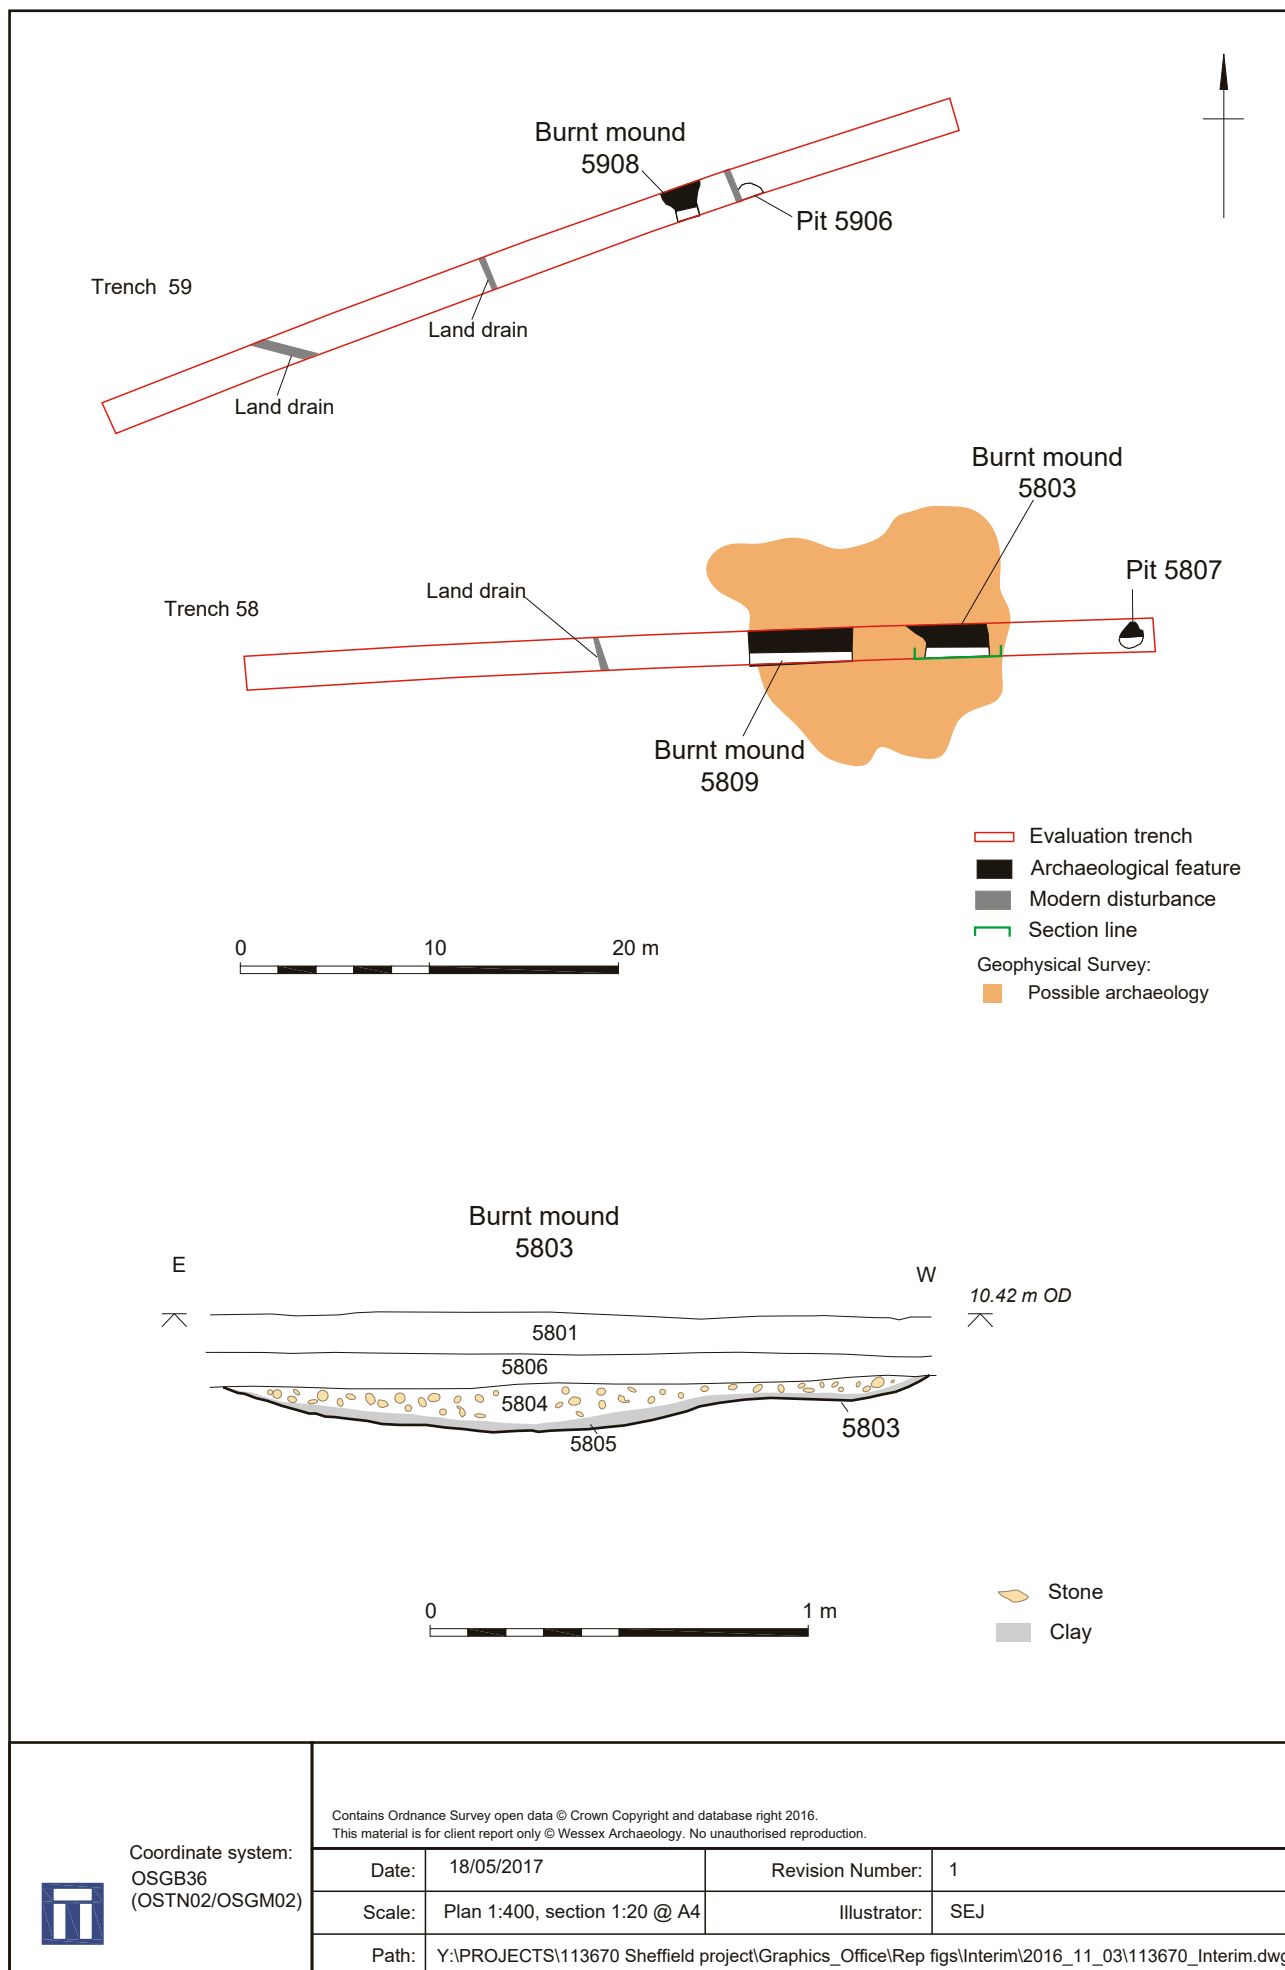 Burnt mound
5908
Pit 5906
Trench 59
Land drain
Land drain
Burnt mound
5803
Pit 5807
Land drain
Trench 58
Burnt mound
5809
Evaluation trench
Archaeological feature
Modern disturbance
Section line
Geophysical Survey:
Possible archaeology
0 10 20 m
Burnt mound
5803
E
W
10.42 m OD
5801
5806
5804
5803
5805
0 1 m
Stone
Clay
Contains Ordnance Survey open data © Crown Copyright and database right 2016.
This material is for client report only © Wessex Archaeology. No unauthorised reproduction.
Coordinate system:
OSGB36
(OSTN02/OSGM02)
Date: 18/05/2017 Revision Number: 1
Scale: Plan 1:400, section 1:20 @ A4 Illustrator: SEJ
Path: Y:\PROJECTS\113670 Sheffield project\Graphics_Office\Rep figs\Interim\2016_11_03\113670_Interim.dwg